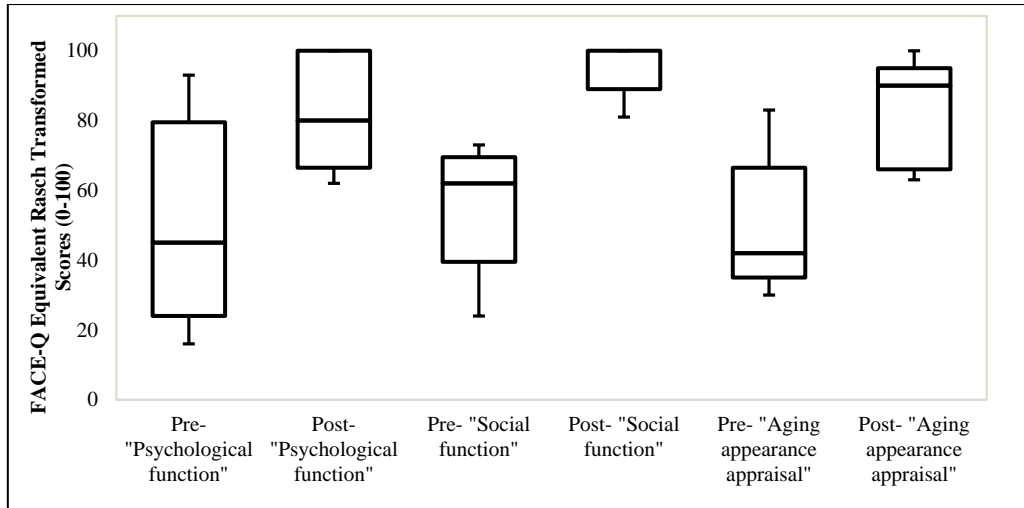 FACE-Q Equivalent Rasch Transformed
Scores (0-100)
100
80
60
40
20
0
Pre-
"Psychological
function"
Post-
"Psychological
function"
Pre- "Social
function"
Post- "Social
function"
Pre- "Aging
appearance
appraisal"
Post- "Aging
appearance
appraisal"